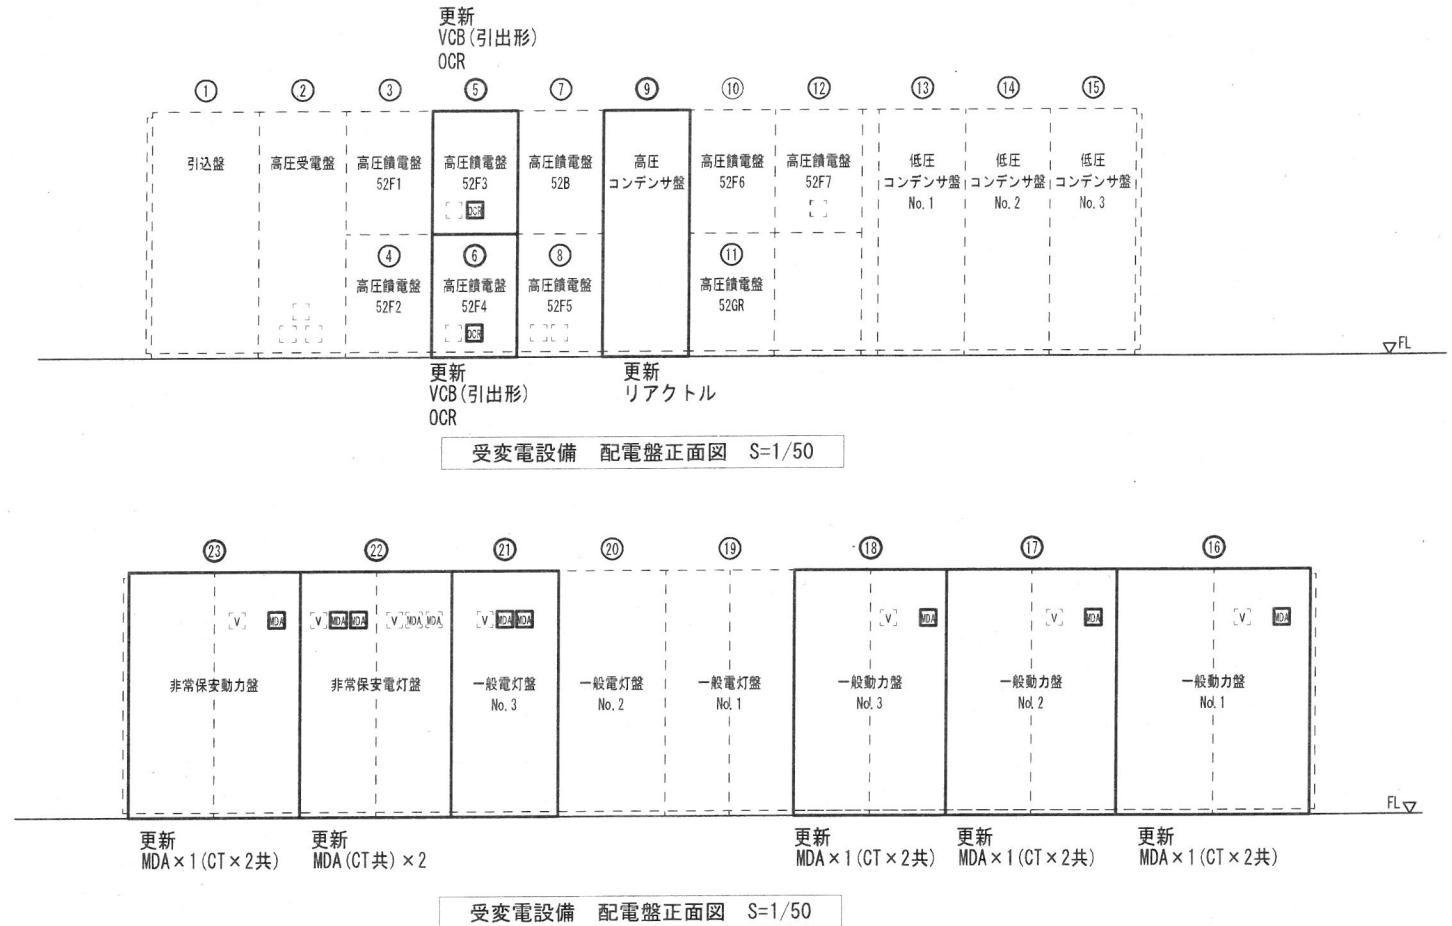 更新
VCB(引出形)
OCR
① ② ③ ⑤ ⑦ ⑨ ⑩ ⑫ ⑬ ⑭ ⑮
引込盤
高圧受電盤
高圧饋電盤
52F1
高圧饋電盤
52F3
OCR
高圧饋電盤
52B
高圧
コンデンサ盤
高圧饋電盤
52F6
高圧饋電盤
52F7
低圧
コンデンサ盤
No.1
低圧
コンデンサ盤
No.2
低圧
コンデンサ盤
No.3
④ ⑥ ⑧ ⑪
高圧饋電盤
52F2
高圧饋電盤
52F4
OCR
高圧饋電盤
52F5
高圧饋電盤
52GR
FL
更新
VCB(引出形)
OCR
更新
リアクトル
受変電設備 配電盤正面図 S=1/50
㉓ ㉒ ㉑ ⑳ ⑲ ⑱ ⑰ ⑯
V MDA
V MDA MDA V MDA MDA
V MDA MDA
V MDA
V MDA
V MDA
非常保安動力盤
非常保安電灯盤
一般電灯盤
No.3
一般電灯盤
No.2
一般電灯盤
No.1
一般動力盤
No.3
一般動力盤
No.2
一般動力盤
No.1
FL
更新
MDA×1(CT×2共)
更新
MDA(CT共)×2
更新
MDA×1(CT×2共)
更新
MDA×1(CT×2共)
更新
MDA×1(CT×2共)
受変電設備 配電盤正面図 S=1/50